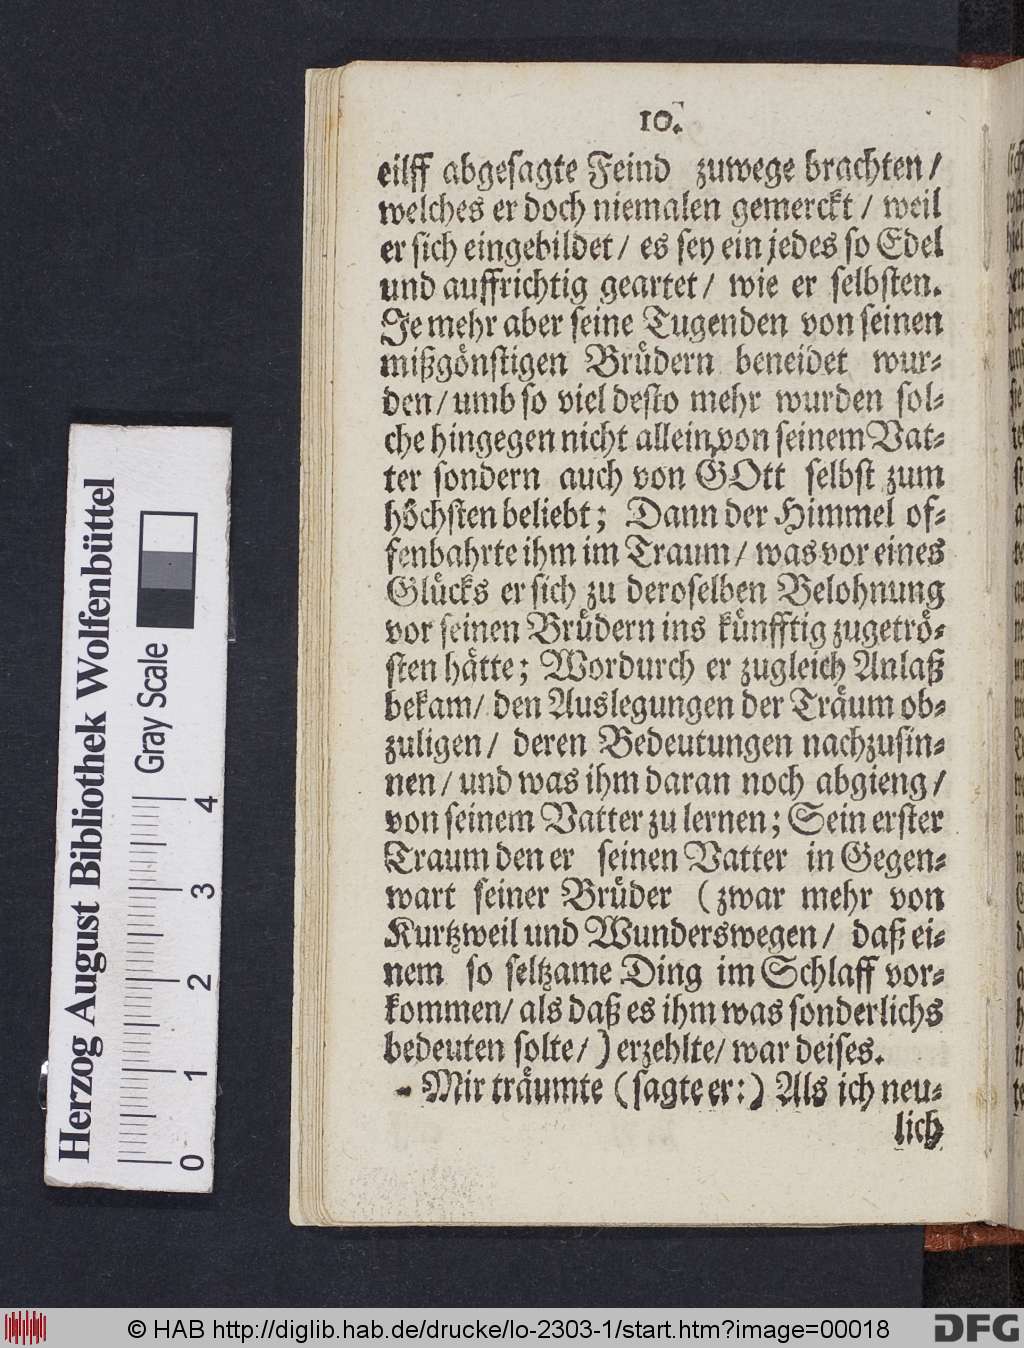 10.
eilff abgesagte Feind zuwege brachten /
welches er doch niemalen gemerckt / weil
er sich eingebildet / es sey ein jedes so Edel
und auffrichtig geartet / wie er selbsten.
Je mehr aber seine Tugenden von seinen
mißgönstigen Brüdern beneidet wur-
den / umb so viel desto mehr wurden sol-
che hingegen nicht allein von seinem Vat-
ter sondern auch von GOtt selbst zum
höchsten beliebt; Dann der Himmel of-
fenbahrte ihm im Traum / was vor eines
Glücks er sich zu deroselben Belohnung
vor seinen Brüdern ins künfftig zugetrö-
sten hätte; Wordurch er zugleich Anlaß
bekam / den Auslegungen der Träum ob-
zuligen / deren Bedeutungen nachzusin-
nen / und was ihm daran noch abgieng /
von seinem Vatter zu lernen; Sein erster
Traum den er seinen Vatter in Gegen-
wart seiner Brüder (zwar mehr von
Kurtzweil und Wunderswegen / daß ei-
nem so seltzame Ding im Schlaff vor-
kommen / als daß es ihm was sonderlichs
bedeuten solte /) erzehlte / war deises.
Mir träumte (sagte er:) Als ich neu-
lich
Herzog August Bibliothek Wolfenbüttel
Gray Scale
0 1 2 3 4
© HAB http://diglib.hab.de/drucke/lo-2303-1/start.htm?image=00018
DFG